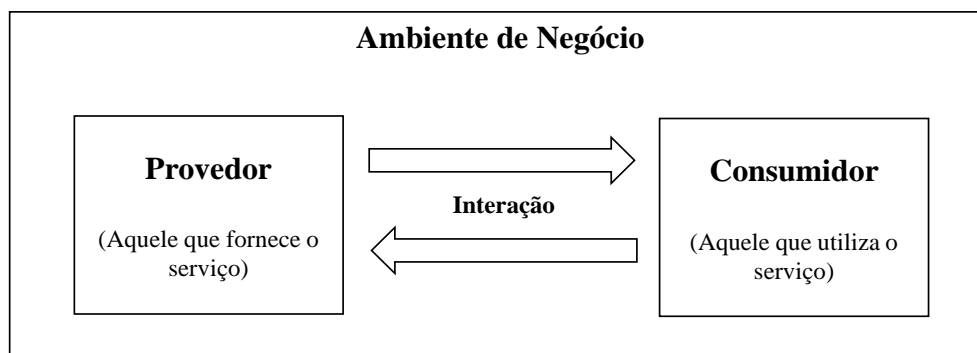 Ambiente de Negócio
Provedor
(Aquele que fornece o
serviço)
Interação
Consumidor
(Aquele que utiliza o
serviço)